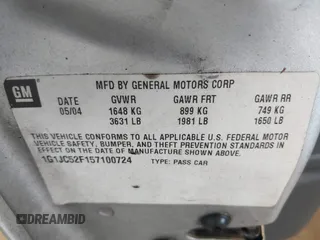 GM
MFD BY GENERAL MOTORS CORP
DATE GVWR GAWR FRT GAWR RR
05/04 1648 KG 899 KG 749 KG
3631 LB 1981 LB 1650 LB
THIS VEHICLE CONFORMS TO ALL APPLICABLE U.S. FEDERAL MOTOR
VEHICLE SAFETY, BUMPER, AND THEFT PREVENTION STANDARDS IN
EFFECT ON THE DATE OF MANUFACTURE SHOWN ABOVE.
1G1JC52F157100724 TYPE: PASS CAR
DREAMBID